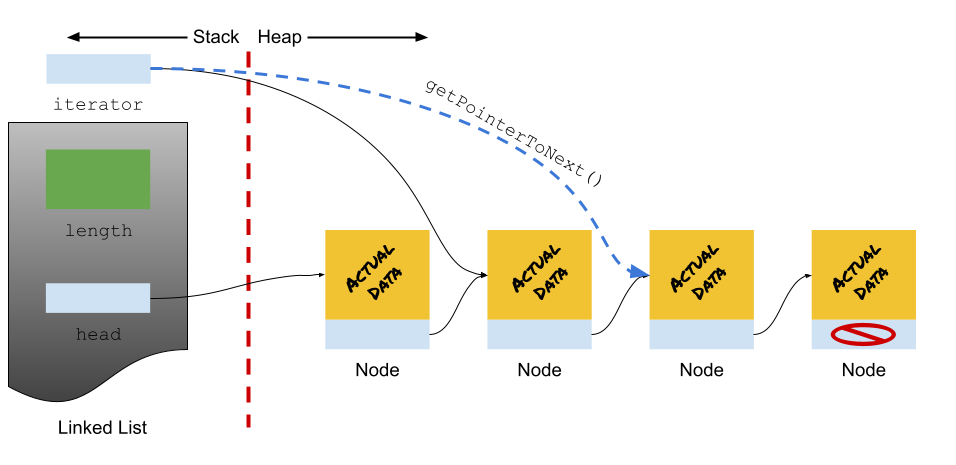 Stack Heap
iterator
getPointerToNext()
length
ACTUAL
DATA
ACTUAL
DATA
ACTUAL
DATA
ACTUAL
DATA
head
Node
Node
Node
Node
Linked List